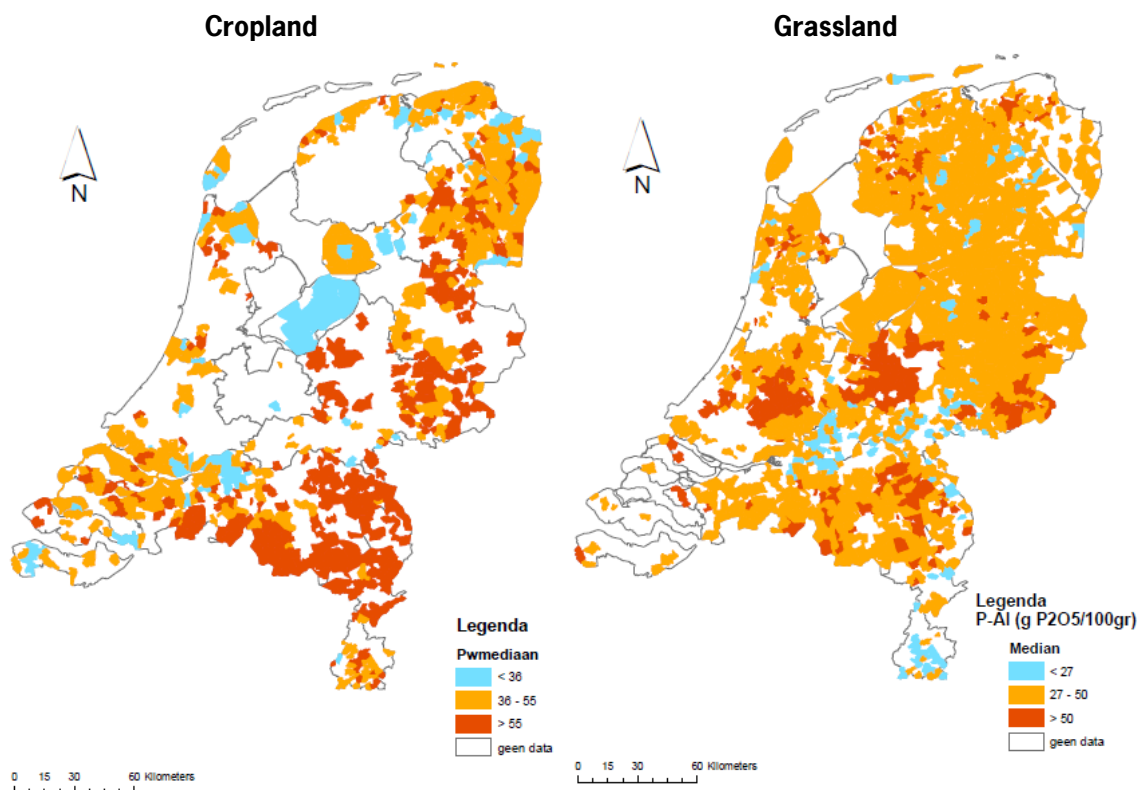 Cropland
N
Legenda
Pwmediaan
< 36
36 - 55
> 55
geen data
0 15 30 60 Kilometers
Grassland
N
Legenda
P-Al (g P2O5/100gr)
Median
< 27
27 - 50
> 50
geen data
0 15 30 60 Kilometers